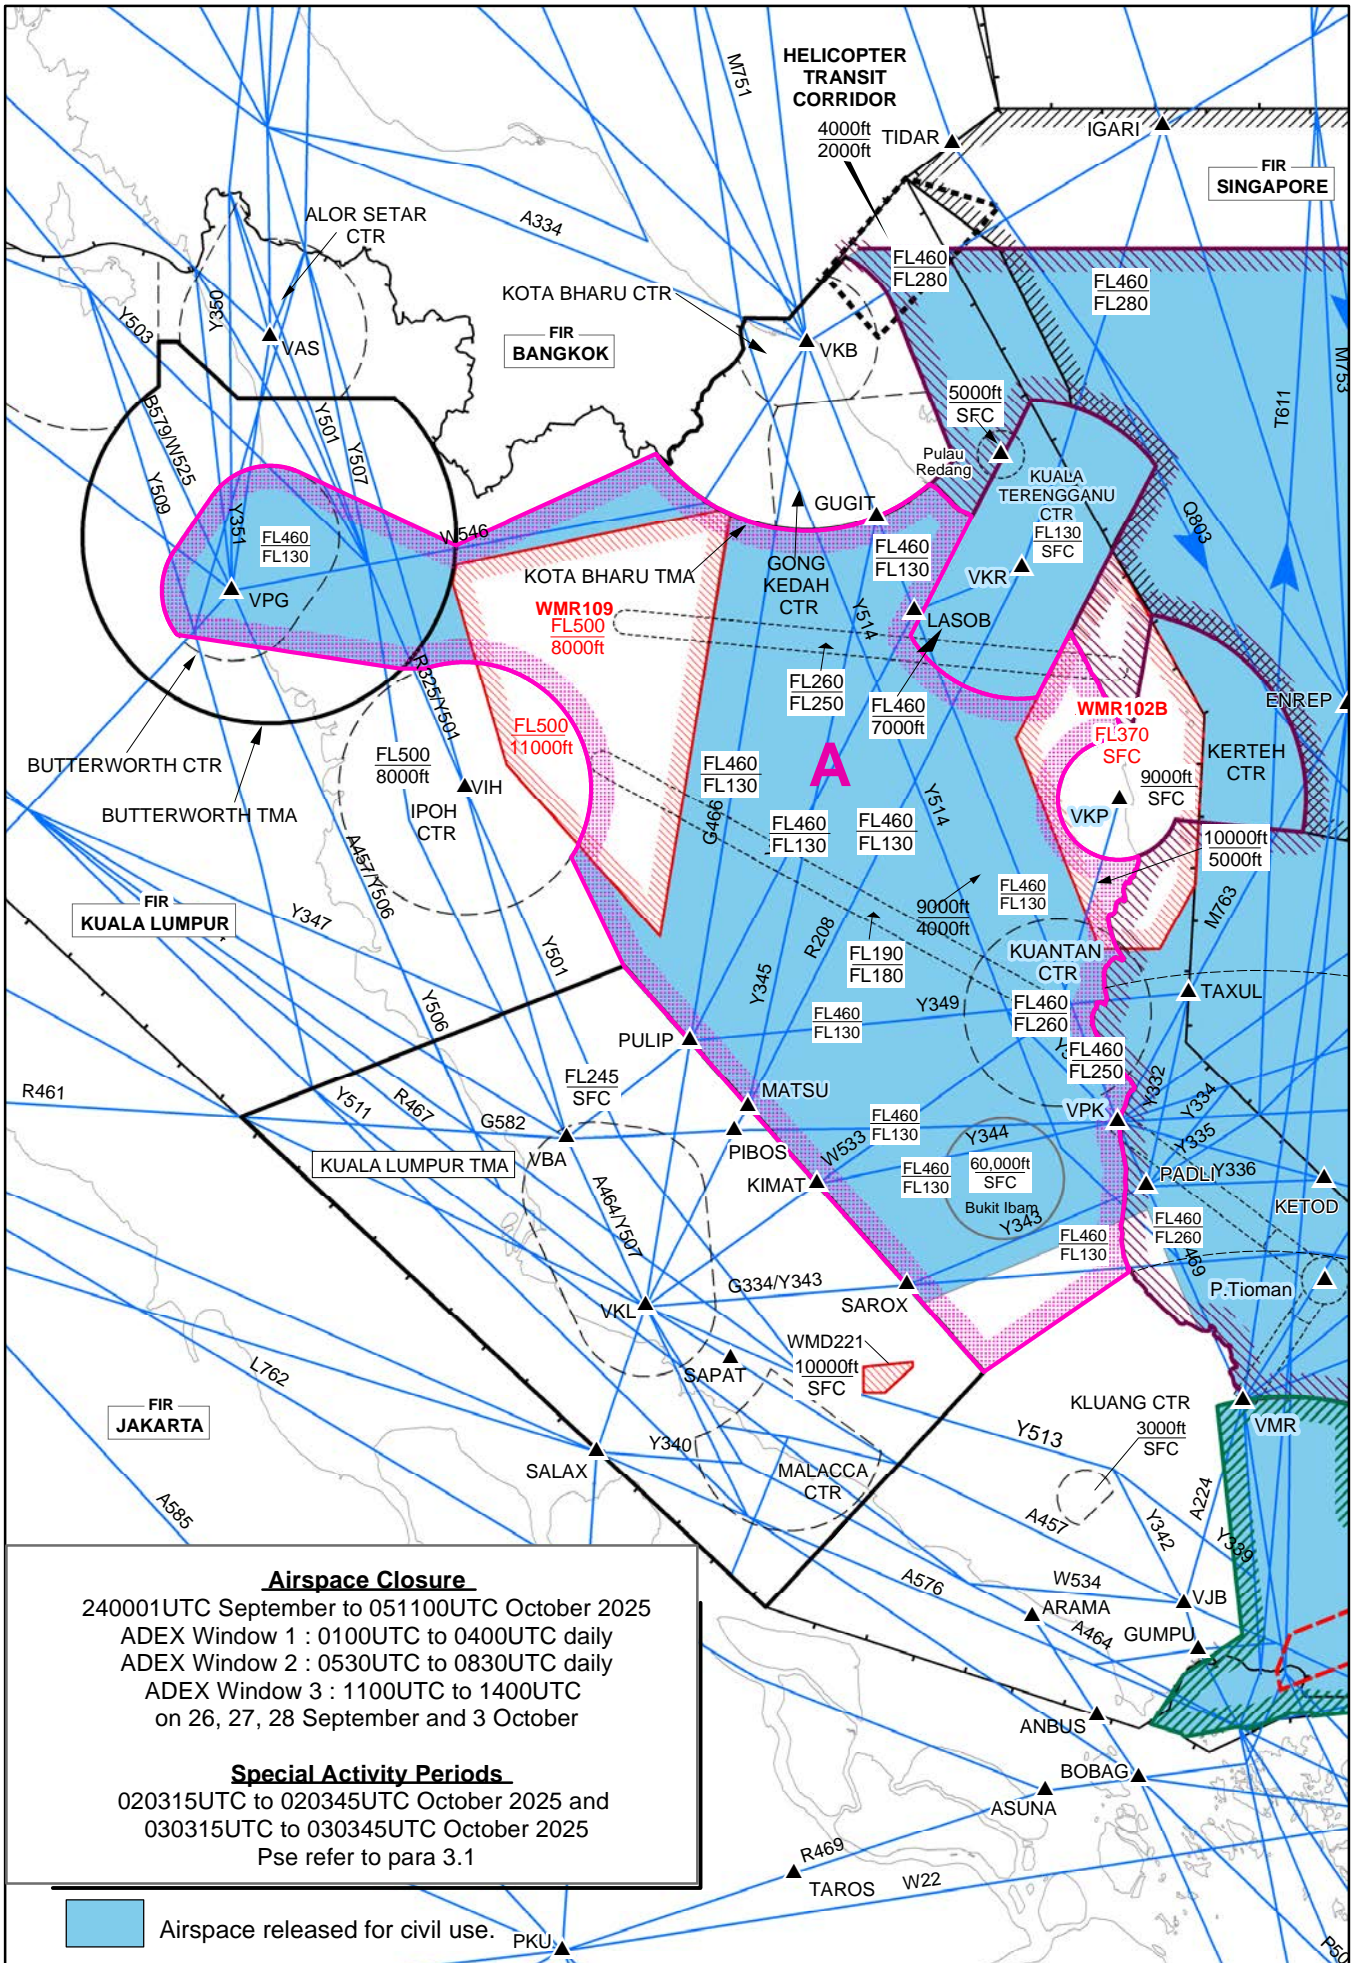 M751
HELICOPTER
TRANSIT
CORRIDOR
4000ft
2000ft
TIDAR
IGARI
FIR
SINGAPORE
ALOR SETAR
CTR
A334
FL460
FL280
FL460
FL280
KOTA BHARU CTR
Y350
Y503
VAS
FIR
BANGKOK
VKB
M753
T611
5000ft
SFC
B579/W525
Y501
Y507
Y509
Y351
Pulau
Redang
KUALA
TERENGGANU
CTR
FL130
SFC
Q803
GUGIT
FL460
FL130
W546
FL460
FL130
KOTA BHARU TMA
GONG
KEDAH
CTR
VKR
VPG
WMR109
FL500
8000ft
Y514
LASOB
R325/Y501
FL260
FL250
FL460
7000ft
ENREP
WMR102B
FL370
SFC
FL500
11000ft
KERTEH
CTR
BUTTERWORTH CTR
FL500
8000ft
VIH
FL460
FL130
A
9000ft
SFC
VKP
BUTTERWORTH TMA
IPOH
CTR
G466
FL460
FL130
FL460
FL130
Y514
10000ft
5000ft
A457/Y506
FIR
KUALA LUMPUR
Y347
FL460
FL130
9000ft
4000ft
M763
R208
KUANTAN
CTR
FL190
FL180
Y501
Y345
TAXUL
Y506
FL460
FL130
Y349
FL460
FL260
PULIP
FL460
FL250
R461
Y511
R467
FL245
SFC
MATSU
Y332
Y334
G582
VBA
PIBOS
FL460
FL130
VPK
Y344
Y335
KUALA LUMPUR TMA
W533
KIMAT
FL460
FL130
60,000ft
SFC
Bukit Ibam
PADLI
Y336
KETOD
A464/Y507
Y343
FL460
FL130
FL460
FL260
469
G334/Y343
SAROX
P.Tioman
VKL
WMD221
10000ft
SFC
SAPAT
L762
FIR
JAKARTA
KLUANG CTR
3000ft
SFC
VMR
Y513
Y340
SALAX
MALACCA
CTR
A585
A457
Y342
A224
Y339
A576
W534
VJB
ARAMA
A464
GUMPU
ANBUS
BOBAG
ASUNA
Airspace Closure
240001UTC September to 051100UTC October 2025
ADEX Window 1 : 0100UTC to 0400UTC daily
ADEX Window 2 : 0530UTC to 0830UTC daily
ADEX Window 3 : 1100UTC to 1400UTC
on 26, 27, 28 September and 3 October
Special Activity Periods
020315UTC to 020345UTC October 2025 and
030315UTC to 030345UTC October 2025
Pse refer to para 3.1
R469
TAROS
W22
Airspace released for civil use.
PKU
P50